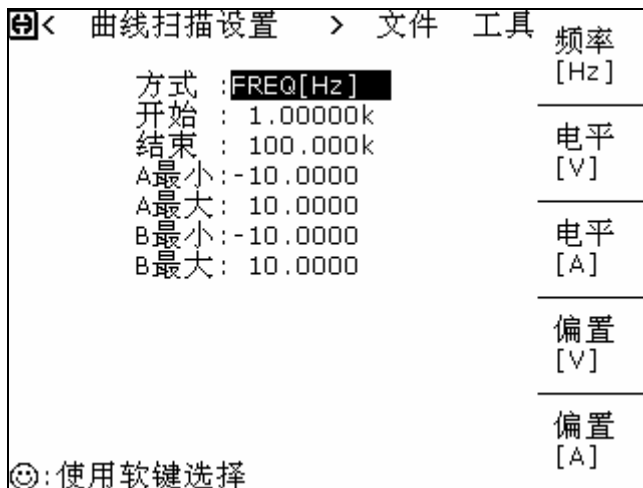 < 曲线扫描设置 > 文件 工具
方式 :FREQ[Hz]
开始 : 1.00000k
结束 : 100.000k
A最小:-10.0000
A最大: 10.0000
B最小:-10.0000
B最大: 10.0000
频率
[Hz]
电平
[V]
电平
[A]
偏置
[V]
偏置
[A]
:使用软键选择